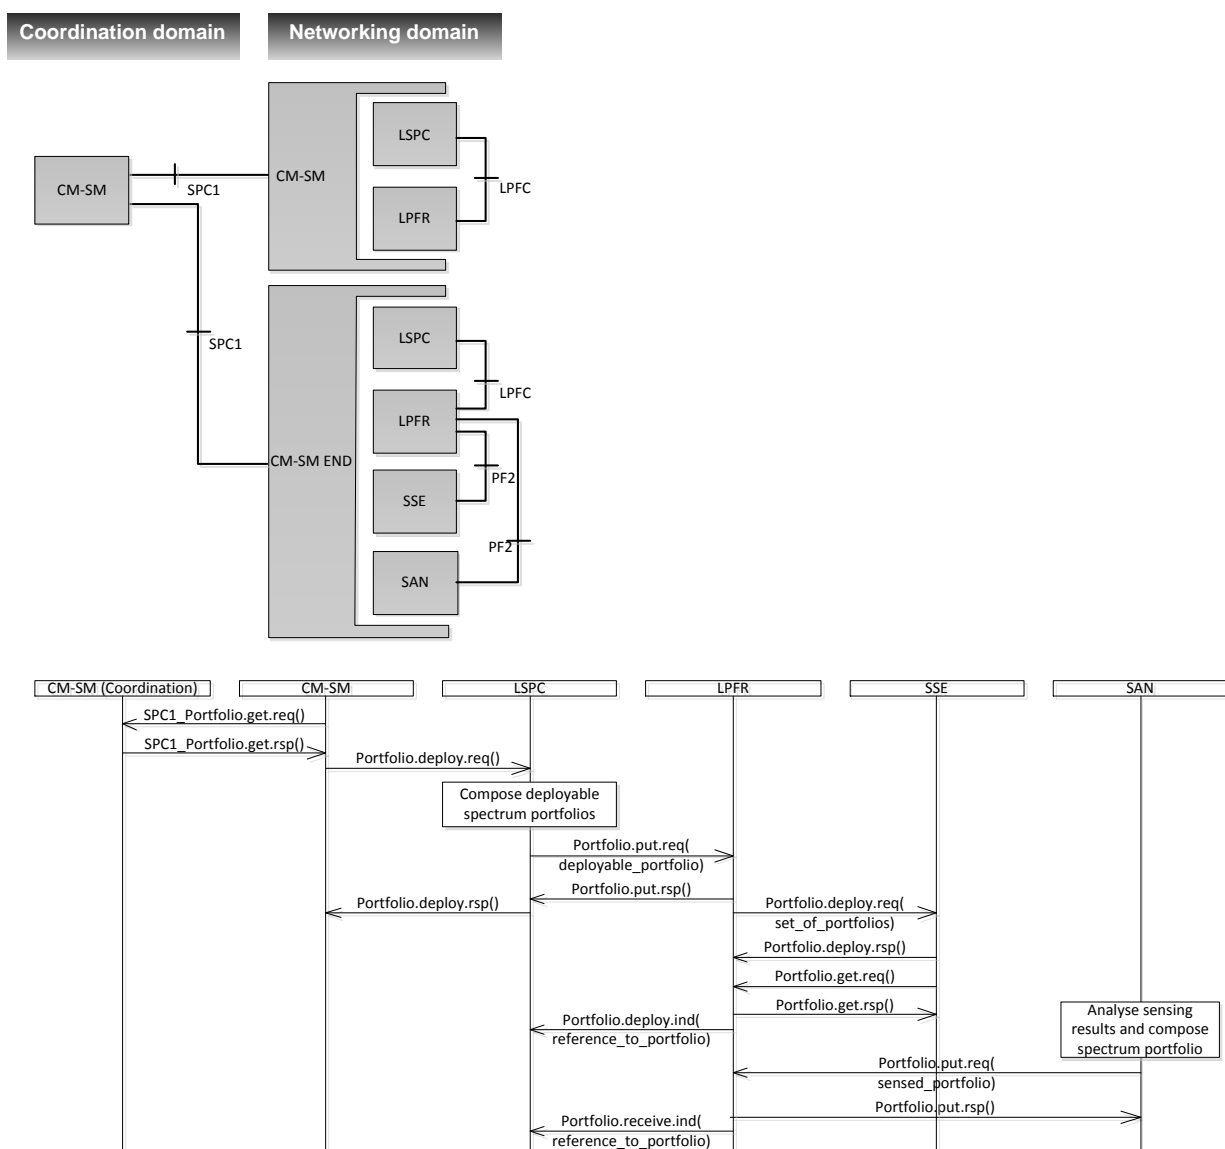 Coordination domain
Networking domain
LSPC
CM-SM
SPC1
CM-SM
LPFC
LPFR
LSPC
SPC1
LPFC
LPFR
CM-SM END
PF2
SSE
PF2
SAN
CM-SM (Coordination)
CM-SM
LSPC
LPFR
SSE
SAN
SPC1_Portfolio.get.req()
SPC1_Portfolio.get.rsp()
Portfolio.deploy.req()
Compose deployable
spectrum portfolios
Portfolio.put.req(
deployable_portfolio)
Portfolio.put.rsp()
Portfolio.deploy.rsp()
Portfolio.deploy.req(
set_of_portfolios)
Portfolio.deploy.rsp()
Portfolio.get.req()
Portfolio.get.rsp()
Portfolio.deploy.ind(
reference_to_portfolio)
Analyse sensing
results and compose
spectrum portfolio
Portfolio.put.req(
sensed_portfolio)
Portfolio.put.rsp()
Portfolio.receive.ind(
reference_to_portfolio)